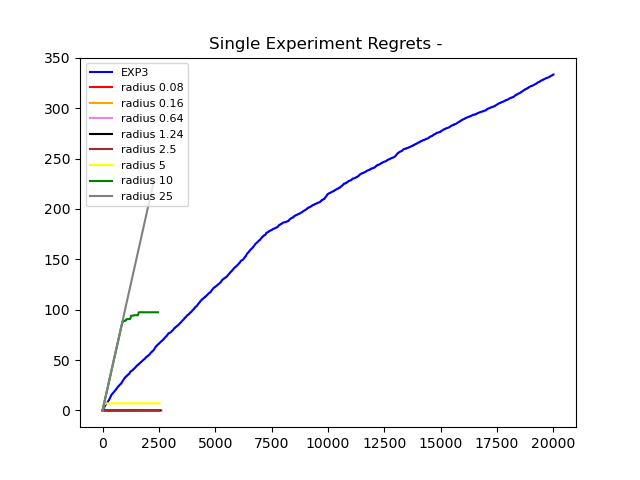 Single Experiment Regrets -
350
300
250
200
150
100
50
0
EXP3
radius 0.08
radius 0.16
radius 0.64
radius 1.24
radius 2.5
radius 5
radius 10
radius 25
0 2500 5000 7500 10000 12500 15000 17500 20000